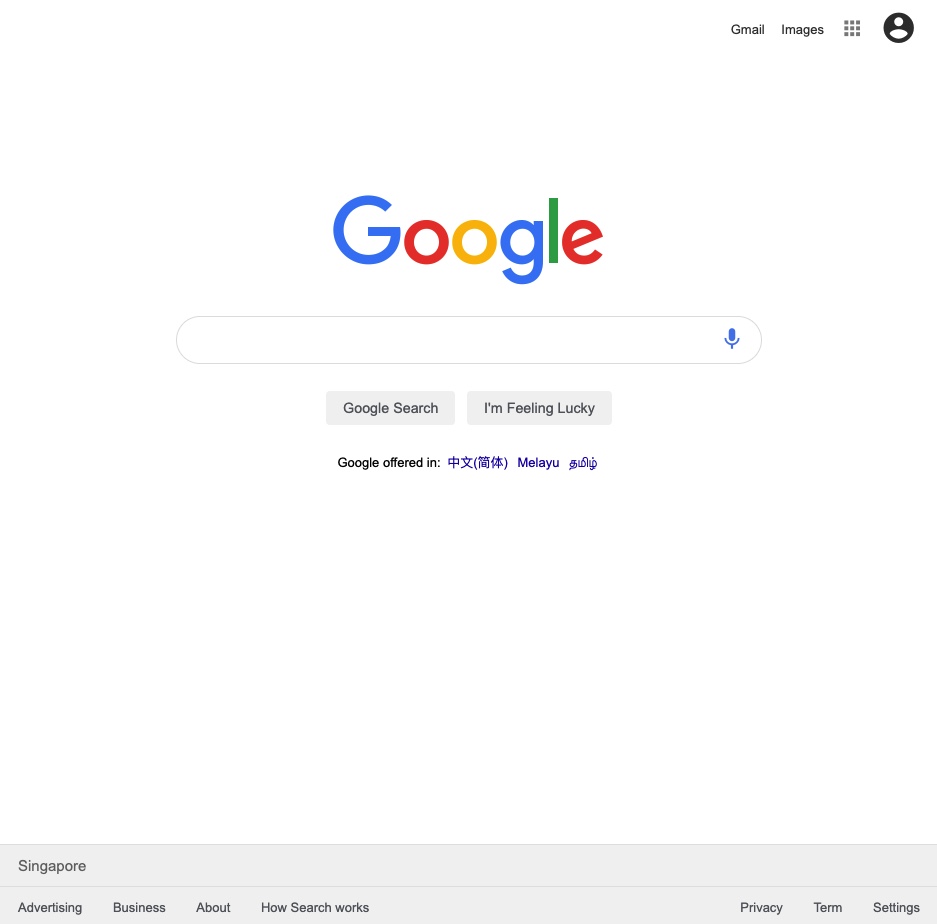 Gmail Images
Google
Google Search I'm Feeling Lucky
Google offered in: 中文(简体) Melayu தமிழ்
Singapore
Advertising Business About How Search works Privacy Term Settings